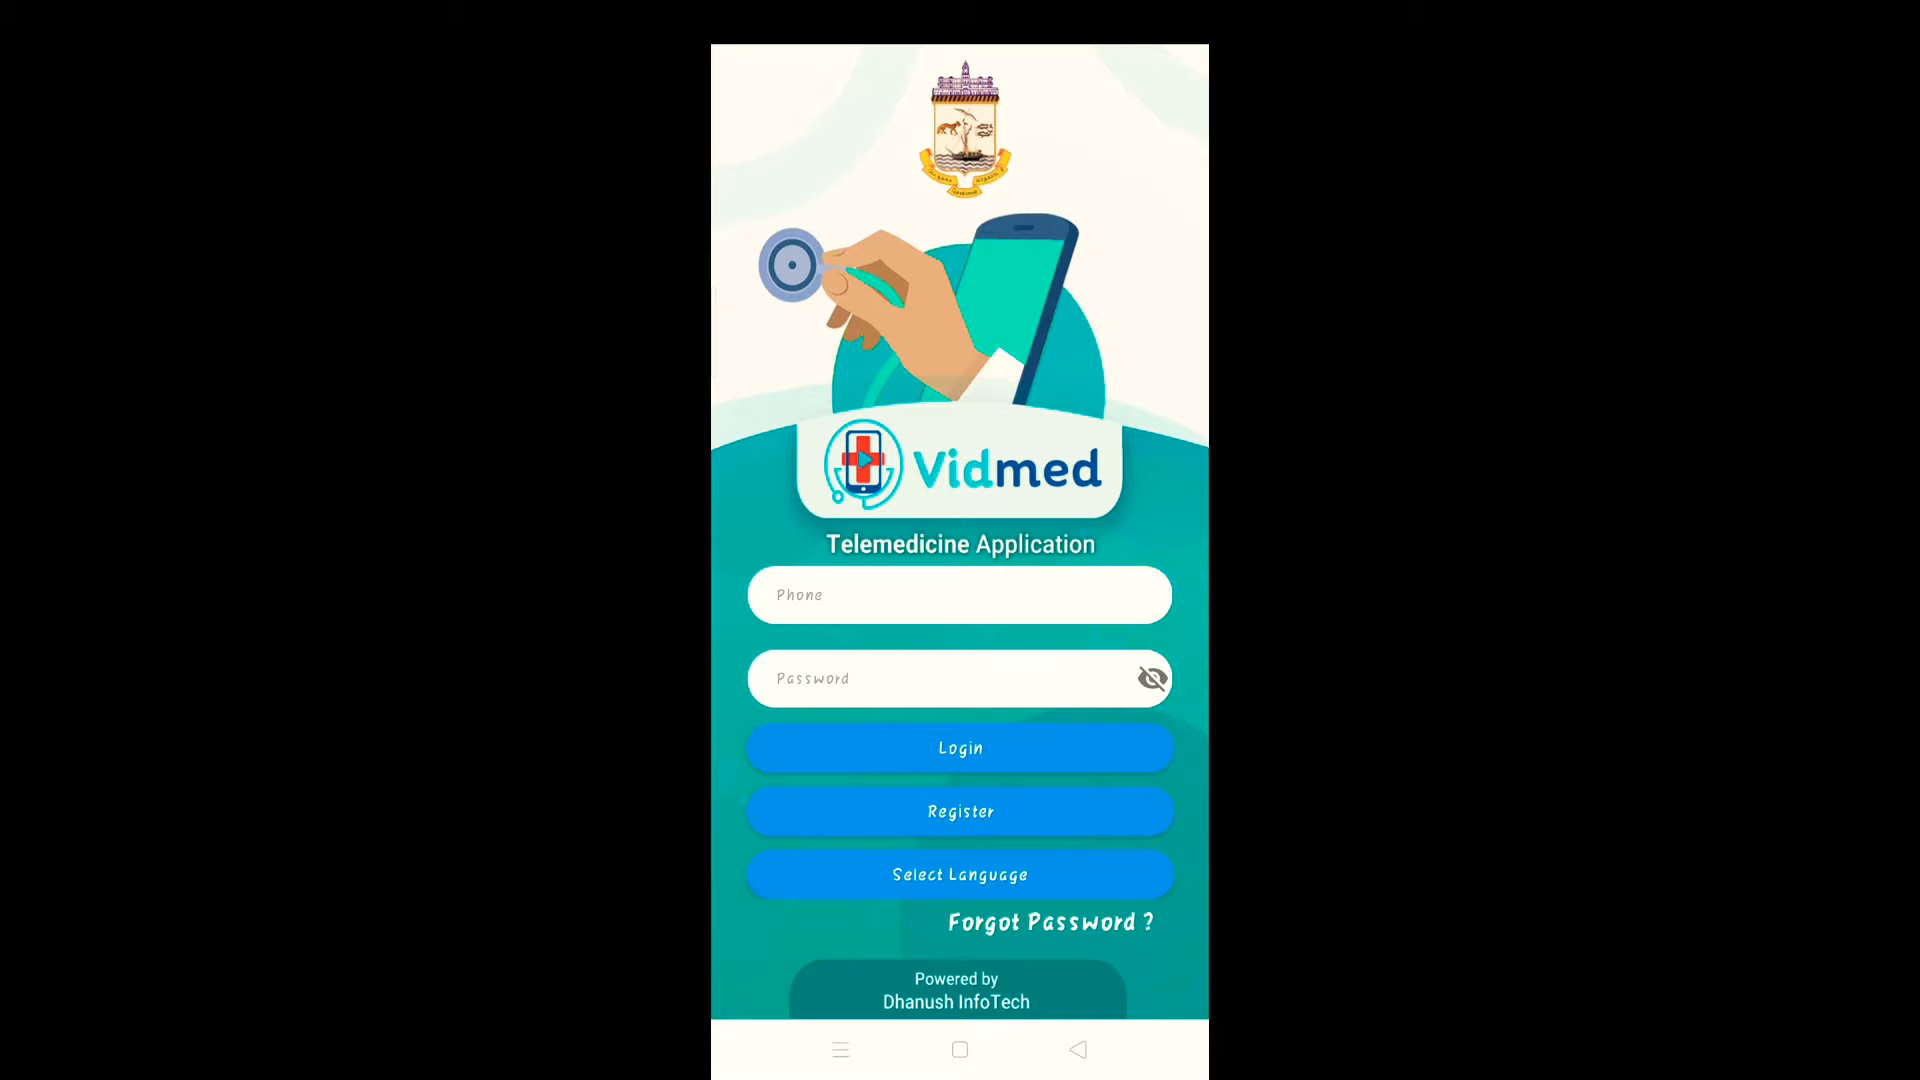 Vidmed
Telemedicine Application
Phone
Password
Login
Register
Select Language
Forgot Password ?
Powered by
Dhanush InfoTech